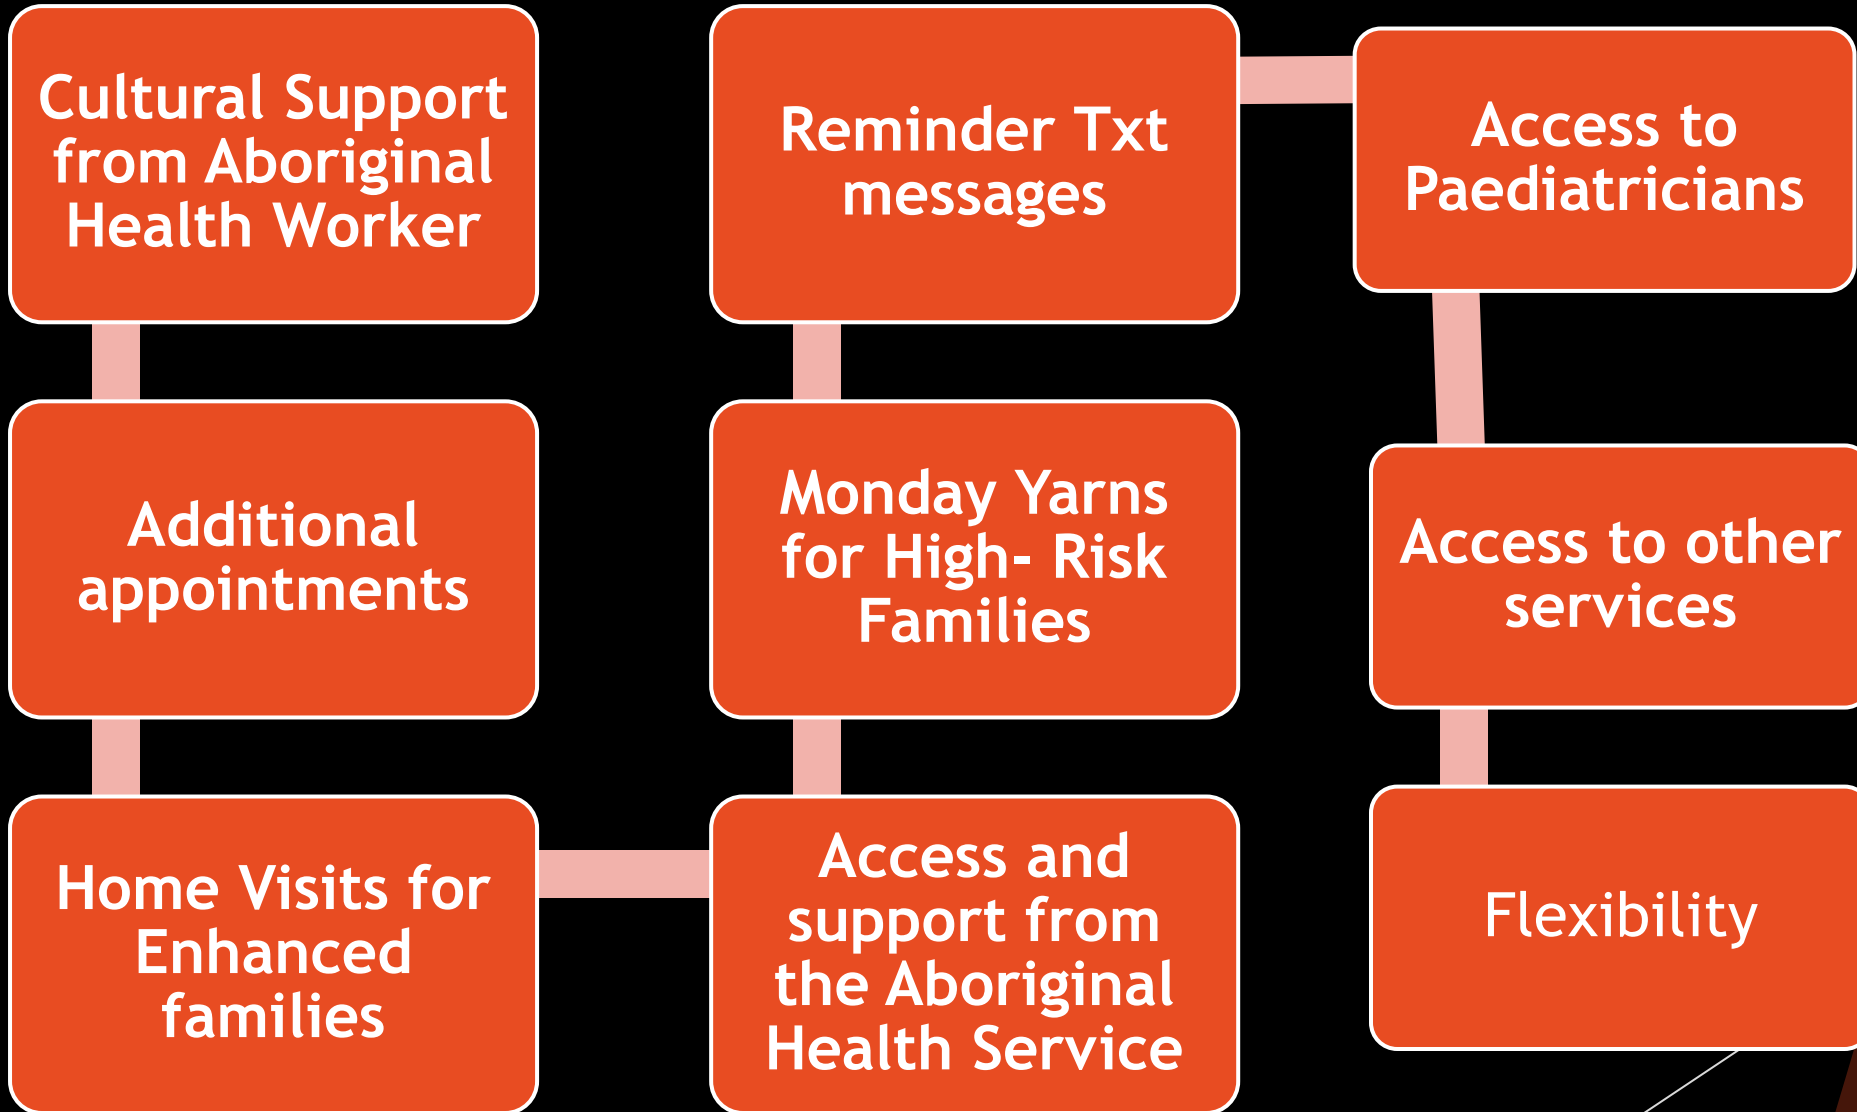 Cultural Support
from Aboriginal
Health Worker
Additional
appointments
Home Visits for
Enhanced
families
Access and
support from
the Aboriginal
Health Service
Monday Yarns
for High- Risk
Families
Reminder Txt
messages
Access to
Paediatricians
Access to other
services
Flexibility